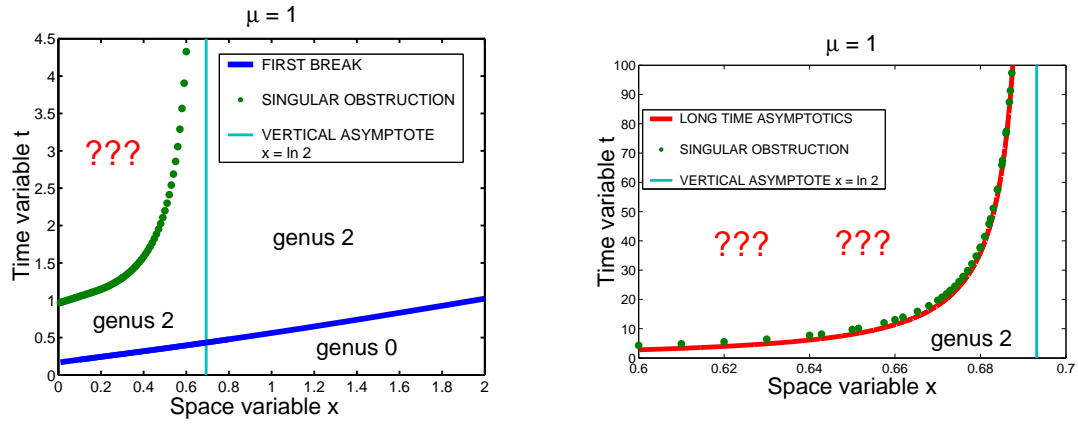 μ = 1
4.5
4
3.5
3
2.5
2
1.5
1
0.5
0
Time variable t
FIRST BREAK
SINGULAR OBSTRUCTION
VERTICAL ASYMPTOTE
x = ln 2
???
genus 2
genus 2
genus 0
0 0.2 0.4 0.6 0.8 1 1.2 1.4 1.6 1.8 2
Space variable x
μ = 1
100
90
80
70
60
50
40
30
20
10
0
Time variable t
LONG TIME ASYMPTOTICS
SINGULAR OBSTRUCTION
VERTICAL ASYMPTOTE x = ln 2
??? ???
genus 2
0.6 0.62 0.64 0.66 0.68 0.7
Space variable x